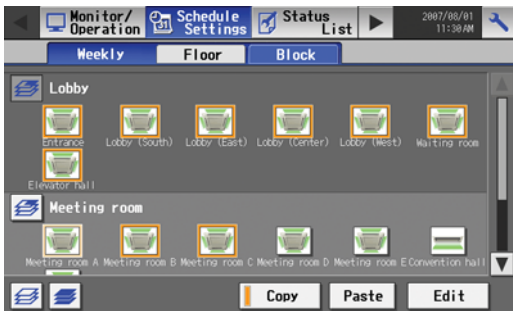 Monitor/
Operation
Schedule
Settings
Status
List
2007/08/01
11:30AM
Weekly
Floor
Block
Lobby
Entrance
Lobby (South)
Lobby (East)
Lobby (Center)
Lobby (West)
Waiting room
Elevator hall
Meeting room
Meeting room A
Meeting room B
Meeting room C
Meeting room D
Meeting room E
Convention hall
Copy
Paste
Edit